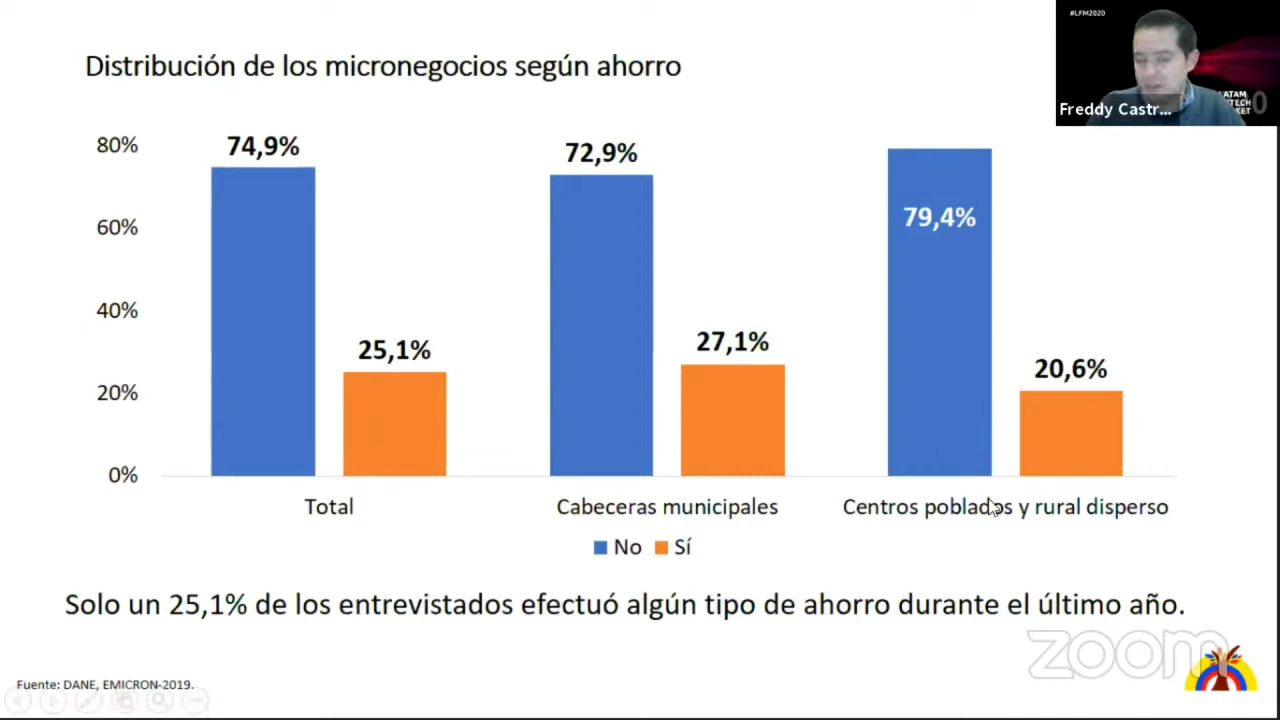 #LFM2020
Distribución de los micronegocios según ahorro
Freddy Castr...
80%
60%
40%
20%
0%
74,9%
25,1%
72,9%
27,1%
79,4%
20,6%
Total
Cabeceras municipales
Centros poblados y rural disperso
No
Sí
Solo un 25,1% de los entrevistados efectuó algún tipo de ahorro durante el último año.
zoom
Fuente: DANE, EMICRON-2019.